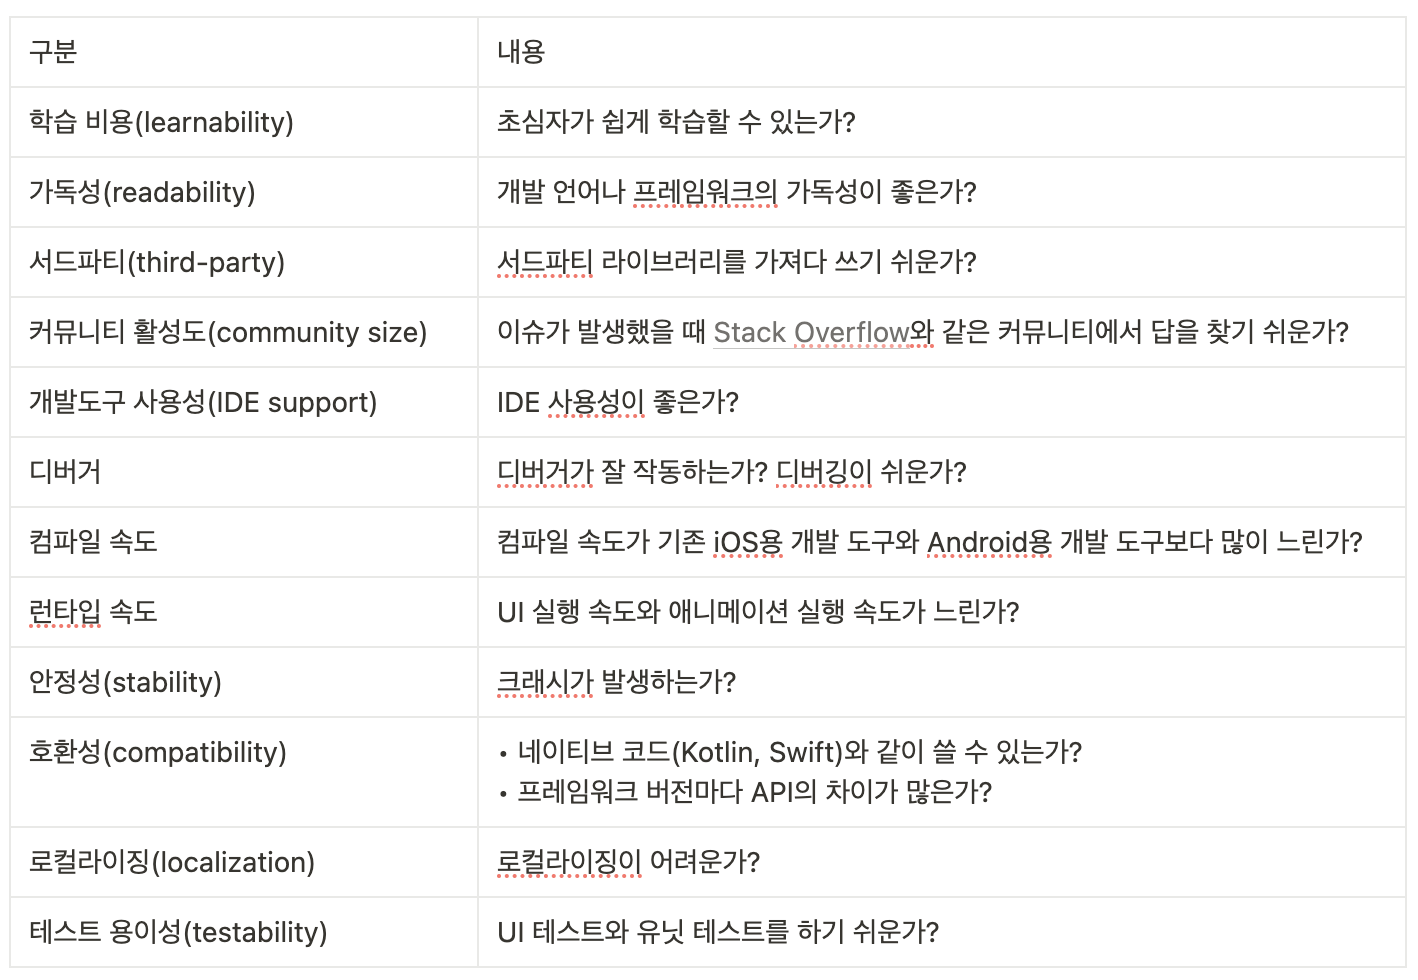 구분
내용
학습 비용(learnability)
초심자가 쉽게 학습할 수 있는가?
가독성(readability)
개발 언어나 프레임워크의 가독성이 좋은가?
서드파티(third-party)
서드파티 라이브러리를 가져다 쓰기 쉬운가?
커뮤니티 활성도(community size)
이슈가 발생했을 때 Stack Overflow와 같은 커뮤니티에서 답을 찾기 쉬운가?
개발도구 사용성(IDE support)
IDE 사용성이 좋은가?
디버거
디버거가 잘 작동하는가? 디버깅이 쉬운가?
컴파일 속도
컴파일 속도가 기존 iOS용 개발 도구와 Android용 개발 도구보다 많이 느린가?
런타입 속도
UI 실행 속도와 애니메이션 실행 속도가 느린가?
안정성(stability)
크래시가 발생하는가?
호환성(compatibility)
• 네이티브 코드(Kotlin, Swift)와 같이 쓸 수 있는가?
• 프레임워크 버전마다 API의 차이가 많은가?
로컬라이징(localization)
로컬라이징이 어려운가?
테스트 용이성(testability)
UI 테스트와 유닛 테스트를 하기 쉬운가?